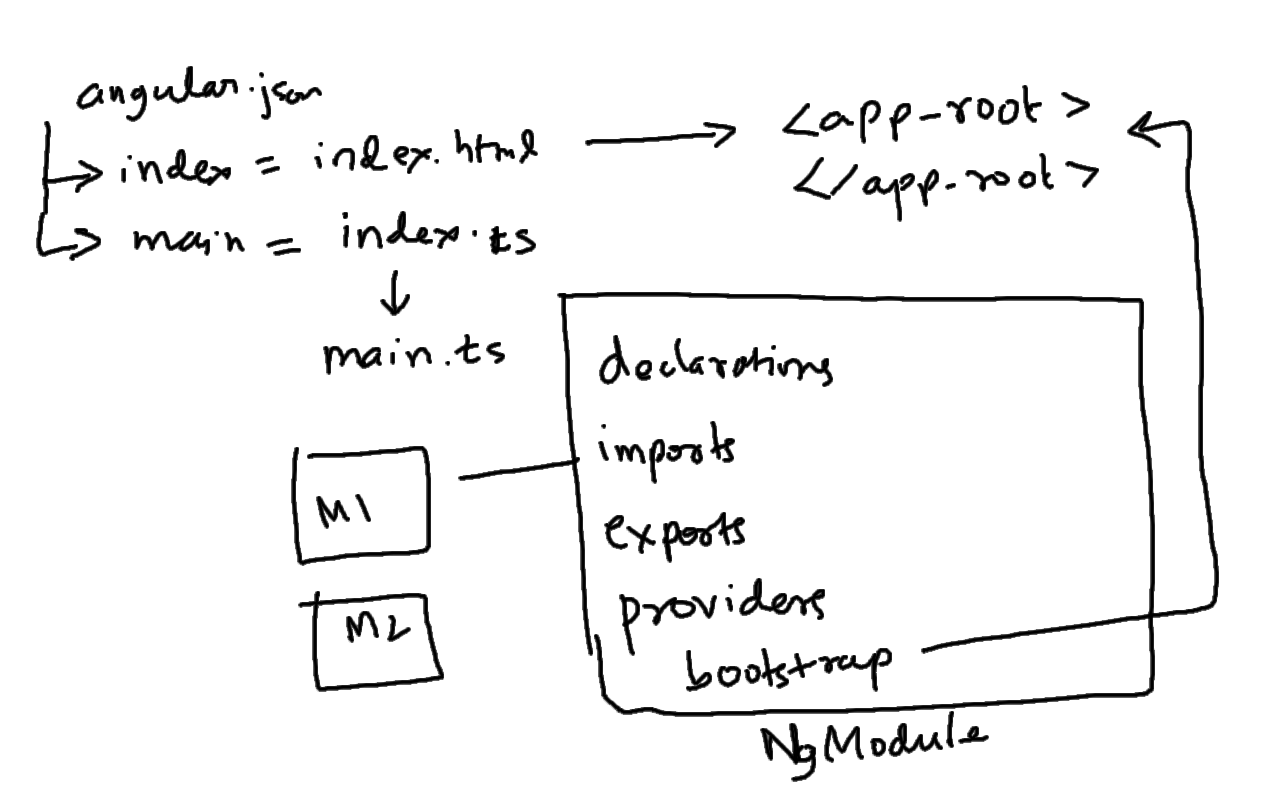 angular.json
index = index.html
main = index.ts
main.ts
<app-root>
</app-root>
declarations
imports
exports
providers
bootstrap
NgModule
M1
M2